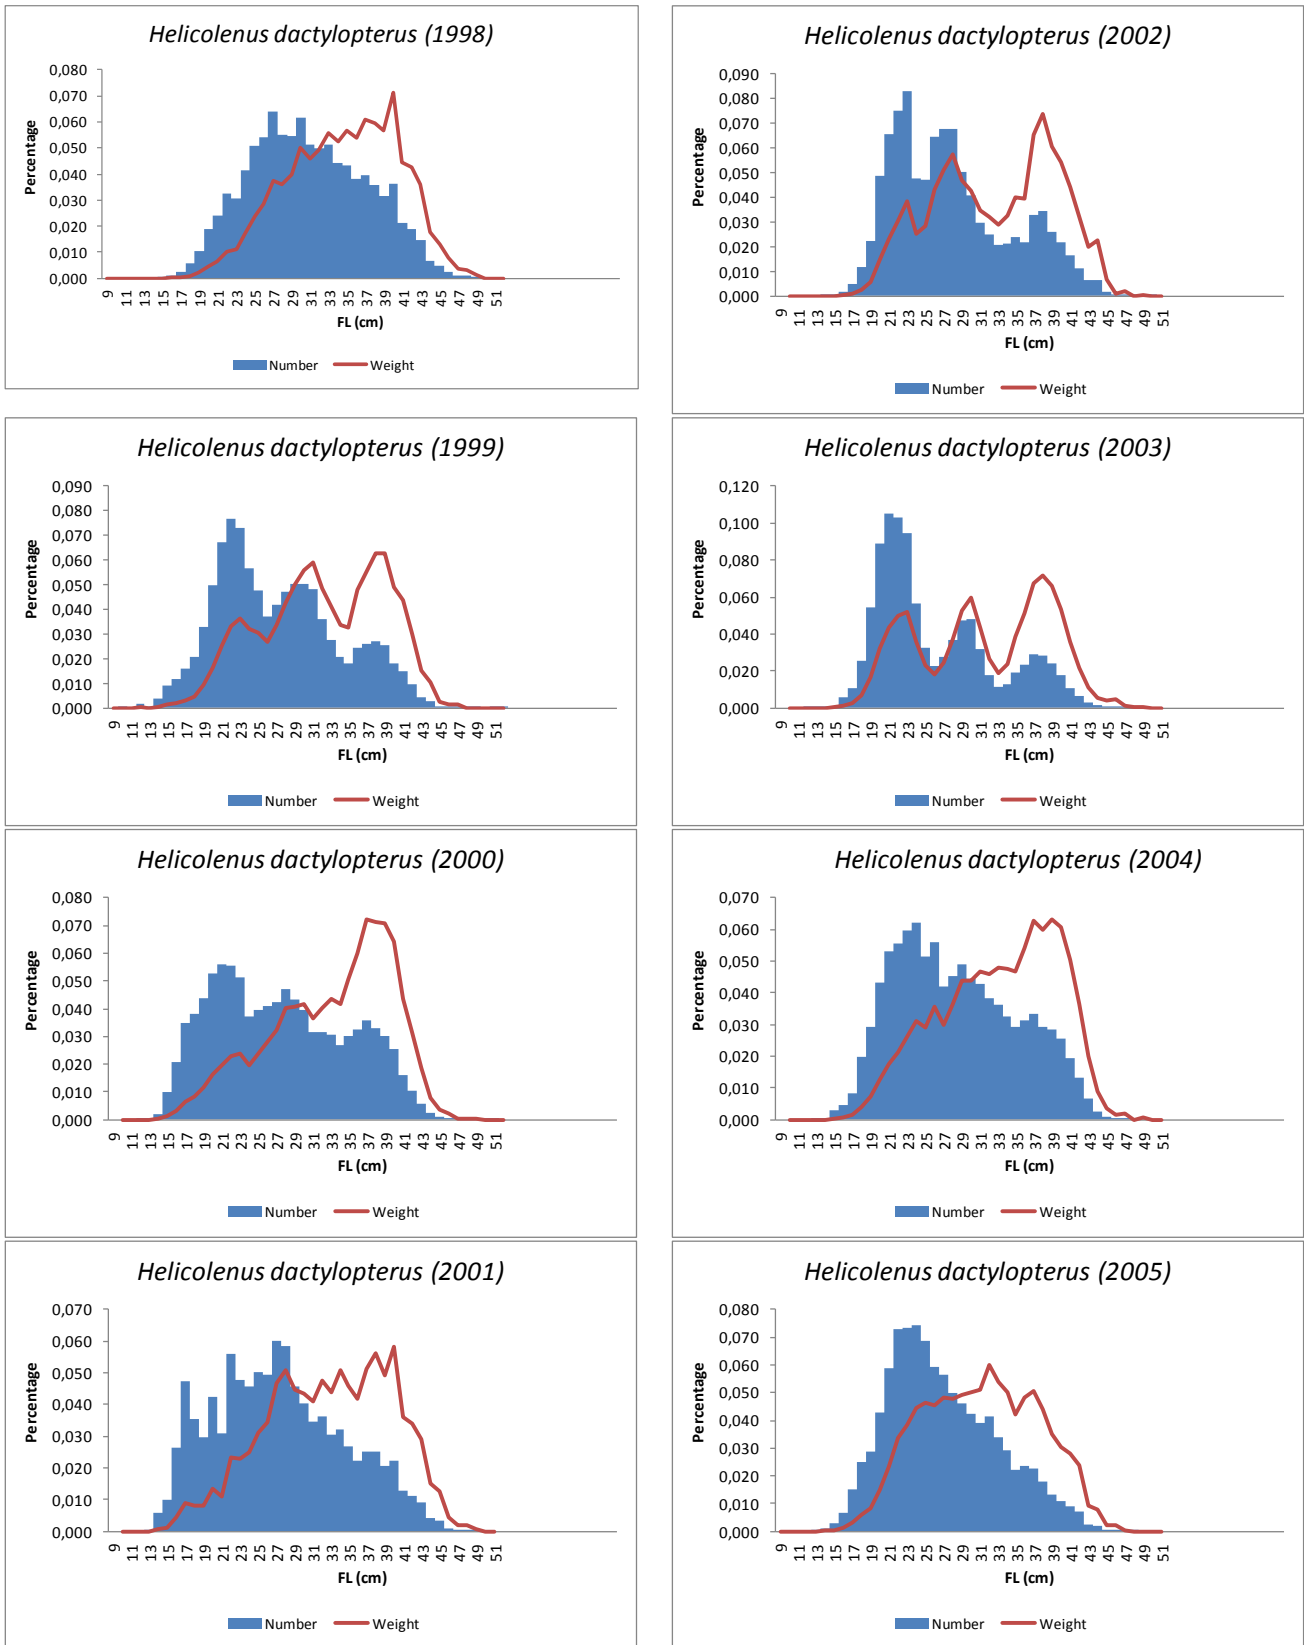 Helicolenus dactylopterus (1998)
0,080
0,070
0,060
0,050
0,040
0,030
0,020
0,010
0,000
Percentage
9 11 13 15 17 19 21 23 25 27 29 31 33 35 37 39 41 43 45 47 49 51
FL (cm)
Number Weight
Helicolenus dactylopterus (1999)
0,090
0,080
0,070
0,060
0,050
0,040
0,030
0,020
0,010
0,000
Percentage
9 11 13 15 17 19 21 23 25 27 29 31 33 35 37 39 41 43 45 47 49 51
FL (cm)
Number Weight
Helicolenus dactylopterus (2000)
0,080
0,070
0,060
0,050
0,040
0,030
0,020
0,010
0,000
Percentage
9 11 13 15 17 19 21 23 25 27 29 31 33 35 37 39 41 43 45 47 49 51
FL (cm)
Number Weight
Helicolenus dactylopterus (2001)
0,070
0,060
0,050
0,040
0,030
0,020
0,010
0,000
Percentage
9 11 13 15 17 19 21 23 25 27 29 31 33 35 37 39 41 43 45 47 49 51
FL (cm)
Number Weight
Helicolenus dactylopterus (2002)
0,090
0,080
0,070
0,060
0,050
0,040
0,030
0,020
0,010
0,000
Percentage
9 11 13 15 17 19 21 23 25 27 29 31 33 35 37 39 41 43 45 47 49 51
FL (cm)
Number Weight
Helicolenus dactylopterus (2003)
0,120
0,100
0,080
0,060
0,040
0,020
0,000
Percentage
9 11 13 15 17 19 21 23 25 27 29 31 33 35 37 39 41 43 45 47 49 51
FL (cm)
Number Weight
Helicolenus dactylopterus (2004)
0,070
0,060
0,050
0,040
0,030
0,020
0,010
0,000
Percentage
9 11 13 15 17 19 21 23 25 27 29 31 33 35 37 39 41 43 45 47 49 51
FL (cm)
Number Weight
Helicolenus dactylopterus (2005)
0,080
0,070
0,060
0,050
0,040
0,030
0,020
0,010
0,000
Percentage
9 11 13 15 17 19 21 23 25 27 29 31 33 35 37 39 41 43 45 47 49 51
FL (cm)
Number Weight